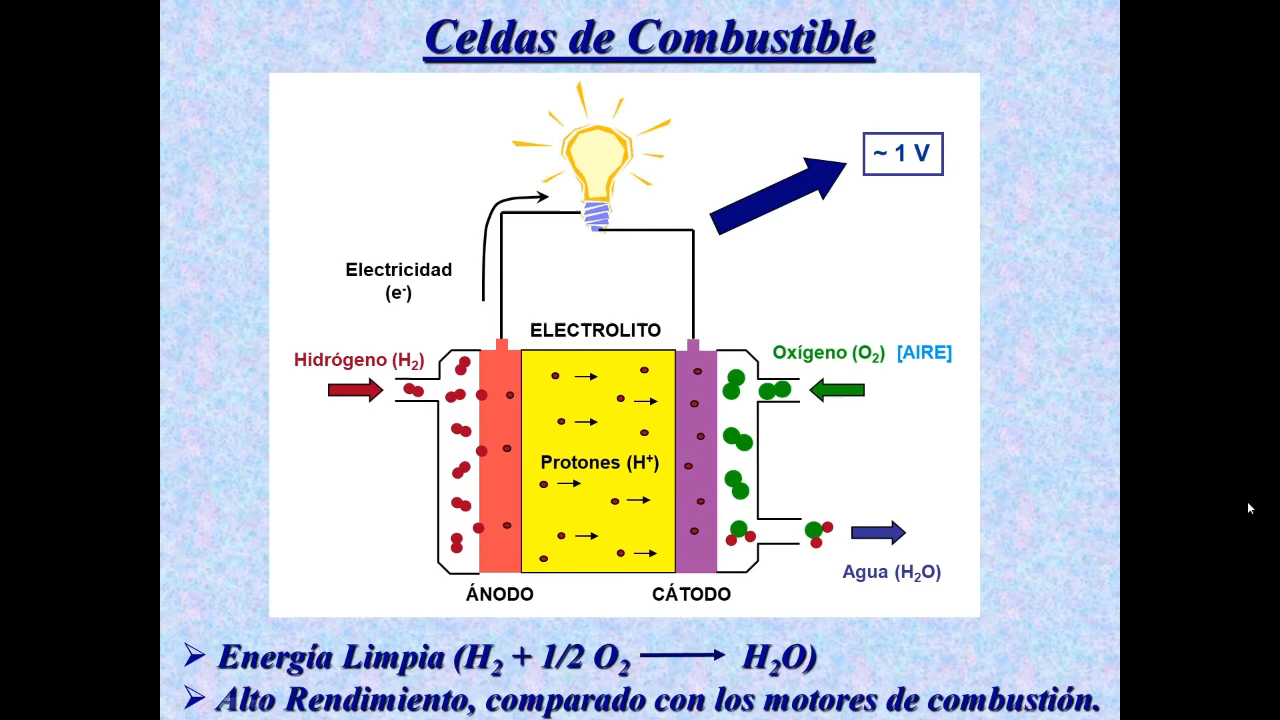 Celdas de Combustible
~ 1 V
Electricidad
(e-)
ELECTROLITO
Hidrógeno (H2)
Oxígeno (O2) [AIRE]
Protones (H+)
Agua (H2O)
ÁNODO
CÁTODO
➢ Energía Limpia (H2 + 1/2 O2 ⟶ H2O)
➢ Alto Rendimiento, comparado con los motores de combustión.